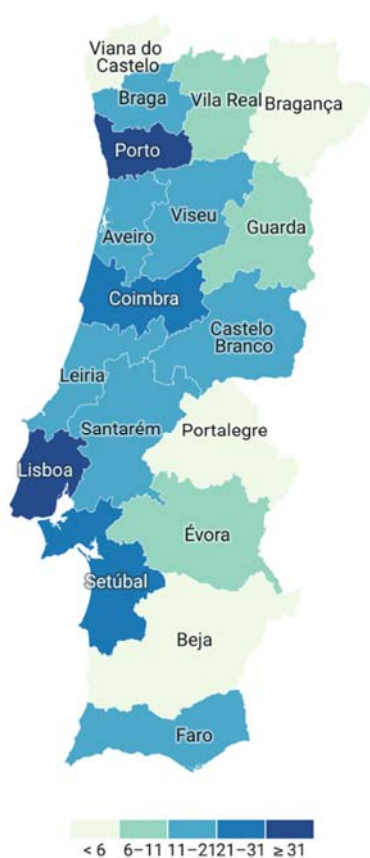 Viana do
Castelo
Braga
Vila Real
Bragança
Porto
Viseu
Aveiro
Guarda
Coimbra
Castelo
Branco
Leiria
Santarém
Portalegre
Lisboa
Évora
Setúbal
Beja
Faro
< 6 6–11 11–21 21–31 ≥ 31